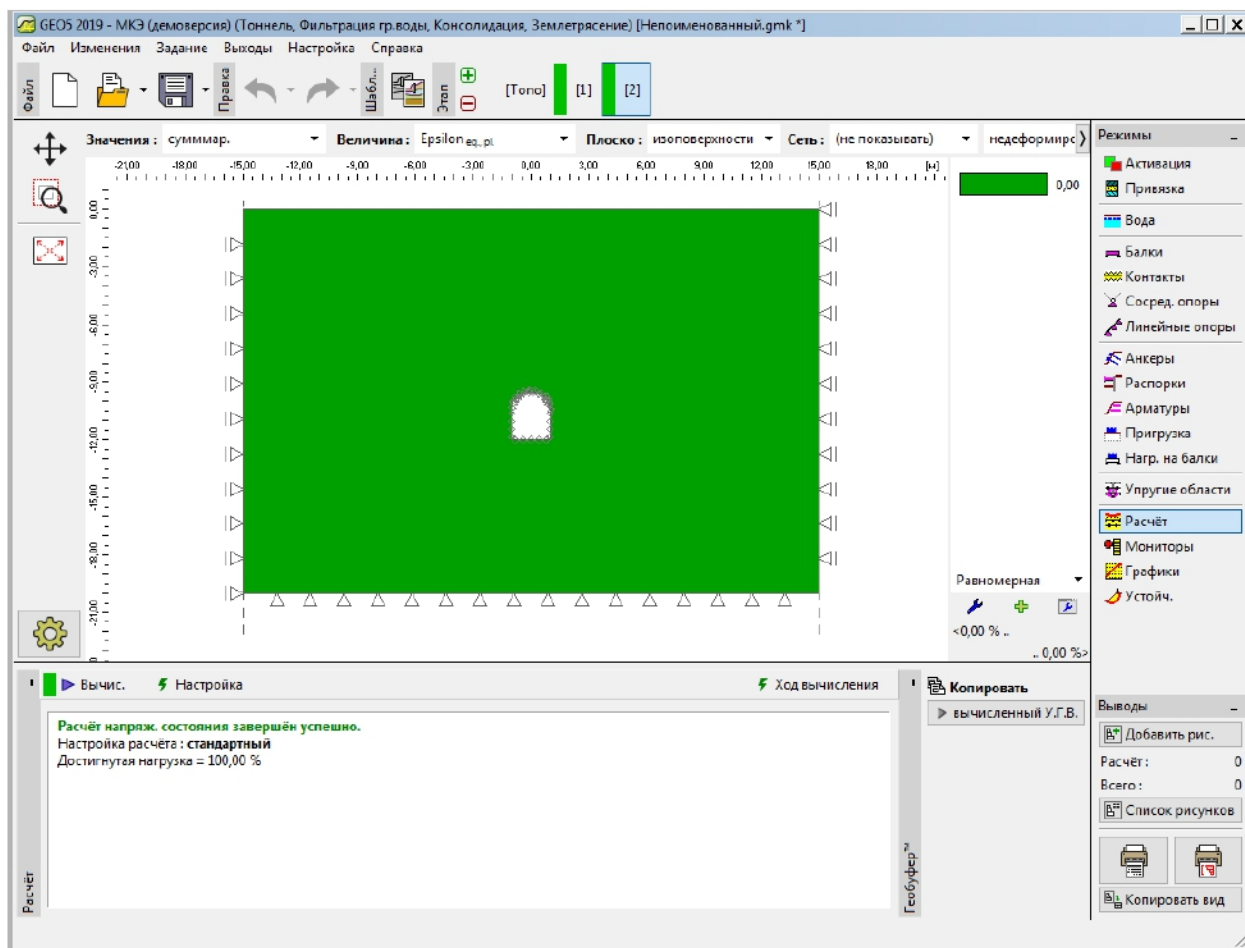 GEO5 2019 - МКЭ (демоверсия) (Тоннель, Фильтрация гр.воды, Консолидация, Землетрясение) [Непоименованный.gmk *]
Файл Изменения Задание Выходы Настройка Справка
Файл
Правка
Шабл...
Этап
[Топо] [1] [2]
Значения : суммиар. Величина : Epsilon eq., pl. Плоско : изоповерхности Сеть : (не показывать) недеформирс
-21,00 -18,00 -15,00 -12,00 -9,00 -6,00 -3,00 0,00 3,00 6,00 9,00 12,00 15,00 18,00 [м]
0,00
-3,00
-6,00
-9,00
-12,00
-15,00
-18,00
-21,00
0,00
Равномерная
<0,00 % ..
.. 0,00 %>
Режимы
Активация
Привязка
Вода
Балки
Контакты
Сосред. опоры
Линейные опоры
Анкеры
Распорки
Арматуры
Пригрузка
Нагр. на балки
Упругие области
Расчёт
Мониторы
Графики
Устойч.
Вычис. Настройка Ход вычисления
Расчёт напряж. состояния завершён успешно.
Настройка расчёта : стандартный
Достигнутая нагрузка = 100,00 %
Расчёт
Геобуфер™
Копировать
вычисленный У.Г.В.
Выводы
Добавить рис.
Расчёт : 0
Всего : 0
Список рисунков
Копировать вид